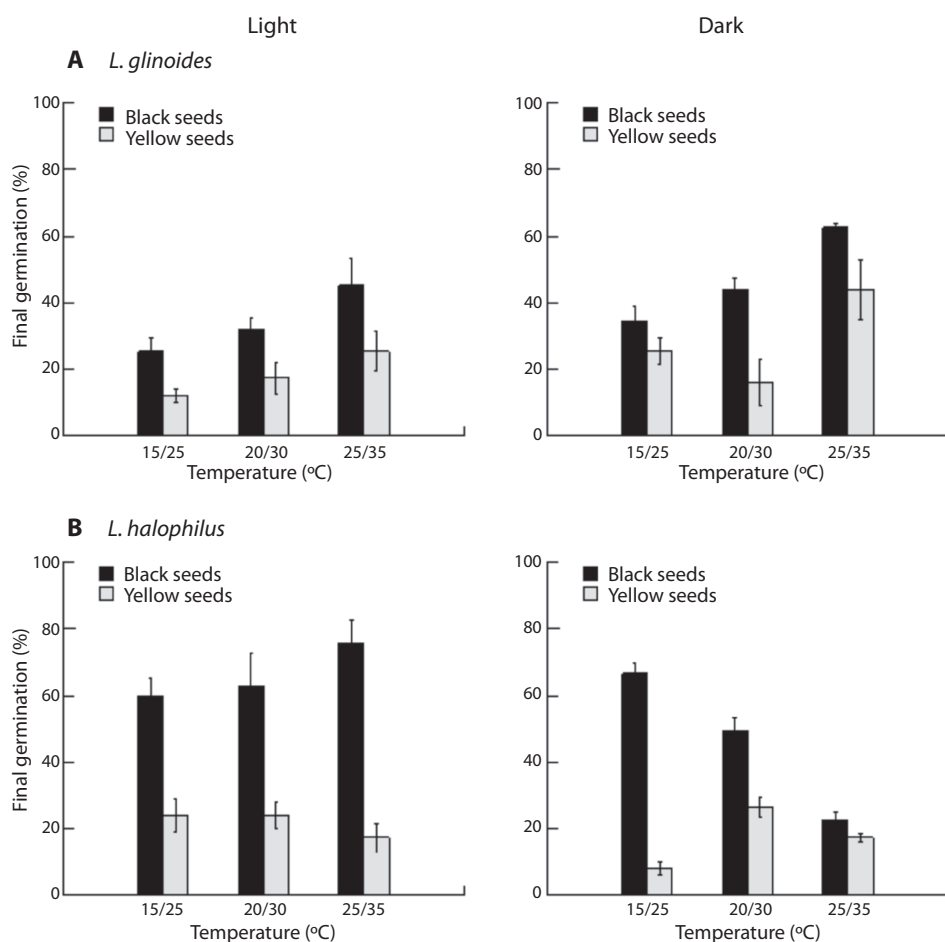 Light
Dark
A L. glinoides
100
80
60
40
20
0
Final germination (%)
Black seeds
Yellow seeds
15/25 20/30 25/35
Temperature (ºC)
100
80
60
40
20
0
Black seeds
Yellow seeds
15/25 20/30 25/35
Temperature (ºC)
B L. halophilus
100
80
60
40
20
0
Final germination (%)
Black seeds
Yellow seeds
15/25 20/30 25/35
Temperature (ºC)
100
80
60
40
20
0
Black seeds
Yellow seeds
15/25 20/30 25/35
Temperature (ºC)